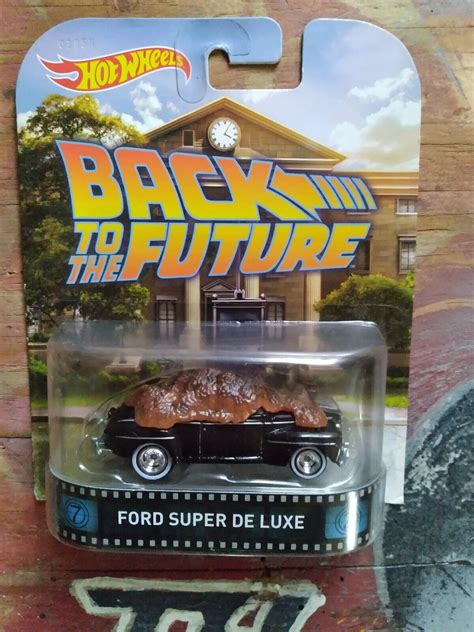 Hot Wheels
BACK
TO THE FUTURE
FORD SUPER DE LUXE